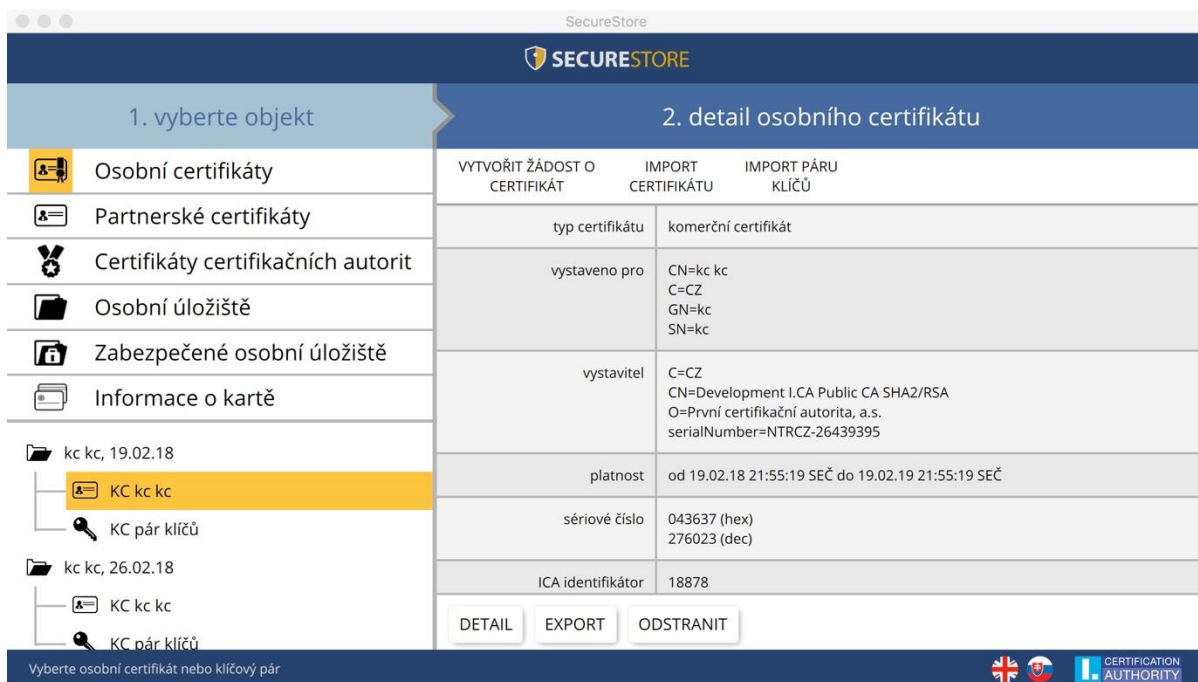 SecureStore
SECURESTORE
1. vyberte objekt
2. detail osobního certifikátu
Osobní certifikáty
Partnerské certifikáty
Certifikáty certifikačních autorit
Osobní úložiště
Zabezpečené osobní úložiště
Informace o kartě
kc kc, 19.02.18
KC kc kc
KC pár klíčů
kc kc, 26.02.18
KC kc kc
KC pár klíčů
VYTVOŘIT ŽÁDOST O
CERTIFIKÁT
IMPORT
CERTIFIKÁTU
IMPORT PÁRU
KLÍČŮ
typ certifikátu komerční certifikát
vystaveno pro CN=kc kc
C=CZ
GN=kc
SN=kc
vystavitel C=CZ
CN=Development I.CA Public CA SHA2/RSA
O=První certifikační autorita, a.s.
serialNumber=NTRCZ-26439395
platnost od 19.02.18 21:55:19 SEČ do 19.02.19 21:55:19 SEČ
sériové číslo 043637 (hex)
276023 (dec)
ICA identifikátor 18878
DETAIL EXPORT ODSTRANIT
Vyberte osobní certifikát nebo klíčový pár
I. CERTIFICATION
AUTHORITY